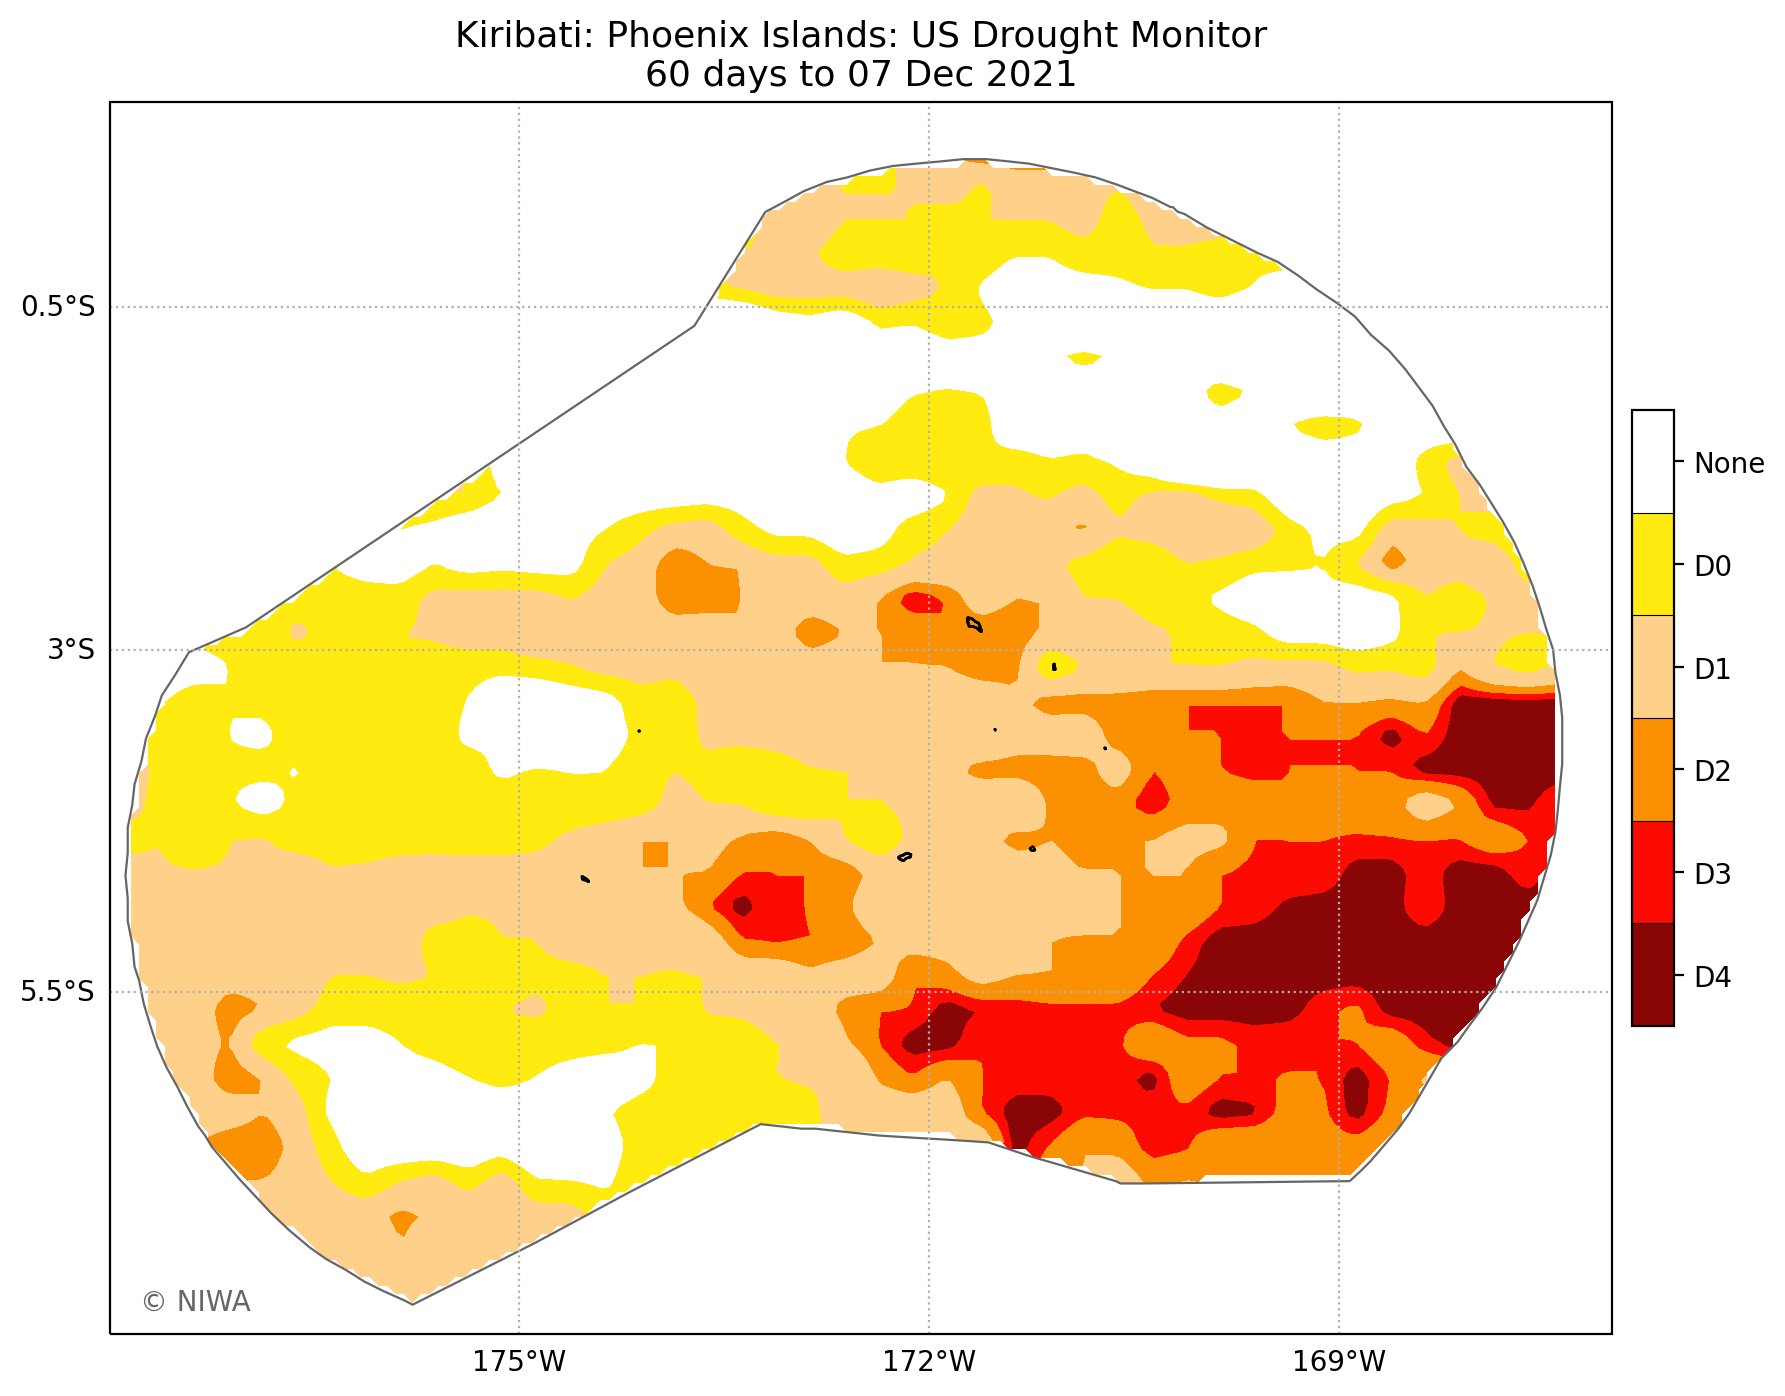 Kiribati: Phoenix Islands: US Drought Monitor
60 days to 07 Dec 2021
0.5°S
3°S
5.5°S
175°W
172°W
169°W
None
D0
D1
D2
D3
D4
© NIWA